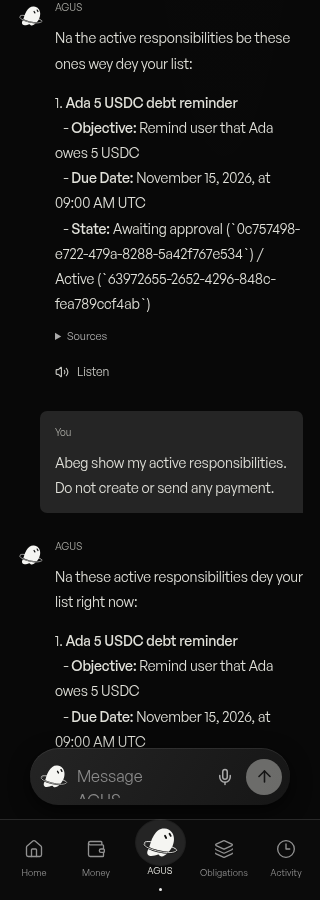 AGUS
Na the active responsibilities be these
ones wey dey your list:
1. Ada 5 USDC debt reminder
- Objective: Remind user that Ada
owes 5 USDC
- Due Date: November 15, 2026, at
09:00 AM UTC
- State: Awaiting approval (`0c757498-
e722-479a-8288-5a42f767e534`) /
Active (`63972655-2652-4296-848c-
fea789ccf4ab`)
Sources
Listen
You
Abeg show my active responsibilities.
Do not create or send any payment.
AGUS
Na these active responsibilities dey your
list right now:
1. Ada 5 USDC debt reminder
- Objective: Remind user that Ada
owes 5 USDC
- Due Date: November 15, 2026, at
09:00 AM UTC
Message
AGUS
Home
Money
AGUS
Obligations
Activity